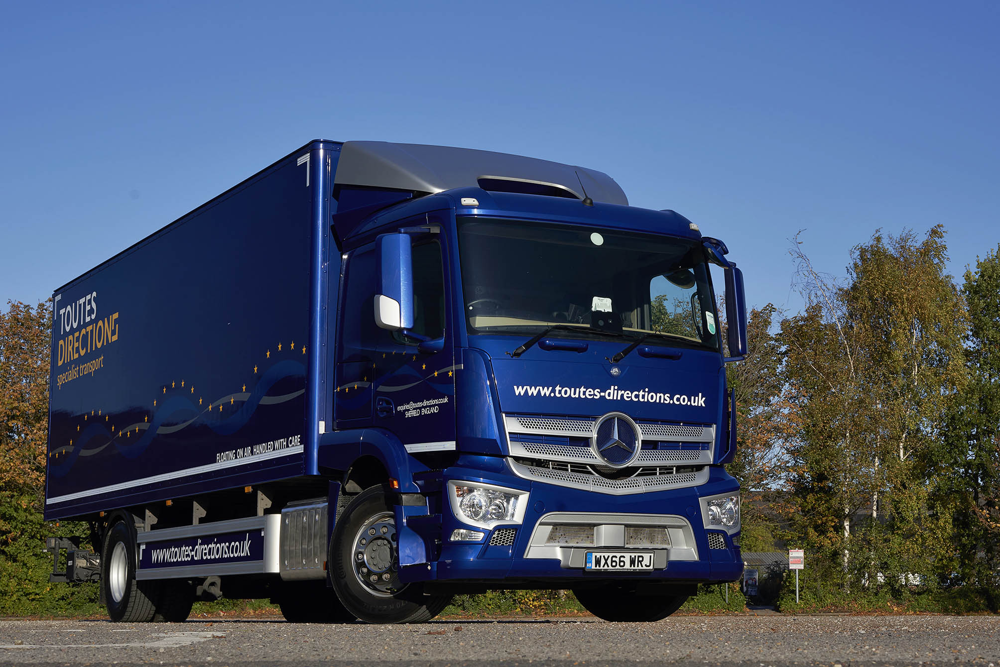 TOUTES
DIRECTIONS
specialist transport
FLOATING ON AIR. HANDLED WITH CARE
www.toutes-directions.co.uk
enquiries@toutes-directions.co.uk
SHEFFIELD ENGLAND
www.toutes-directions.co.uk
GB
WX66 WRJ